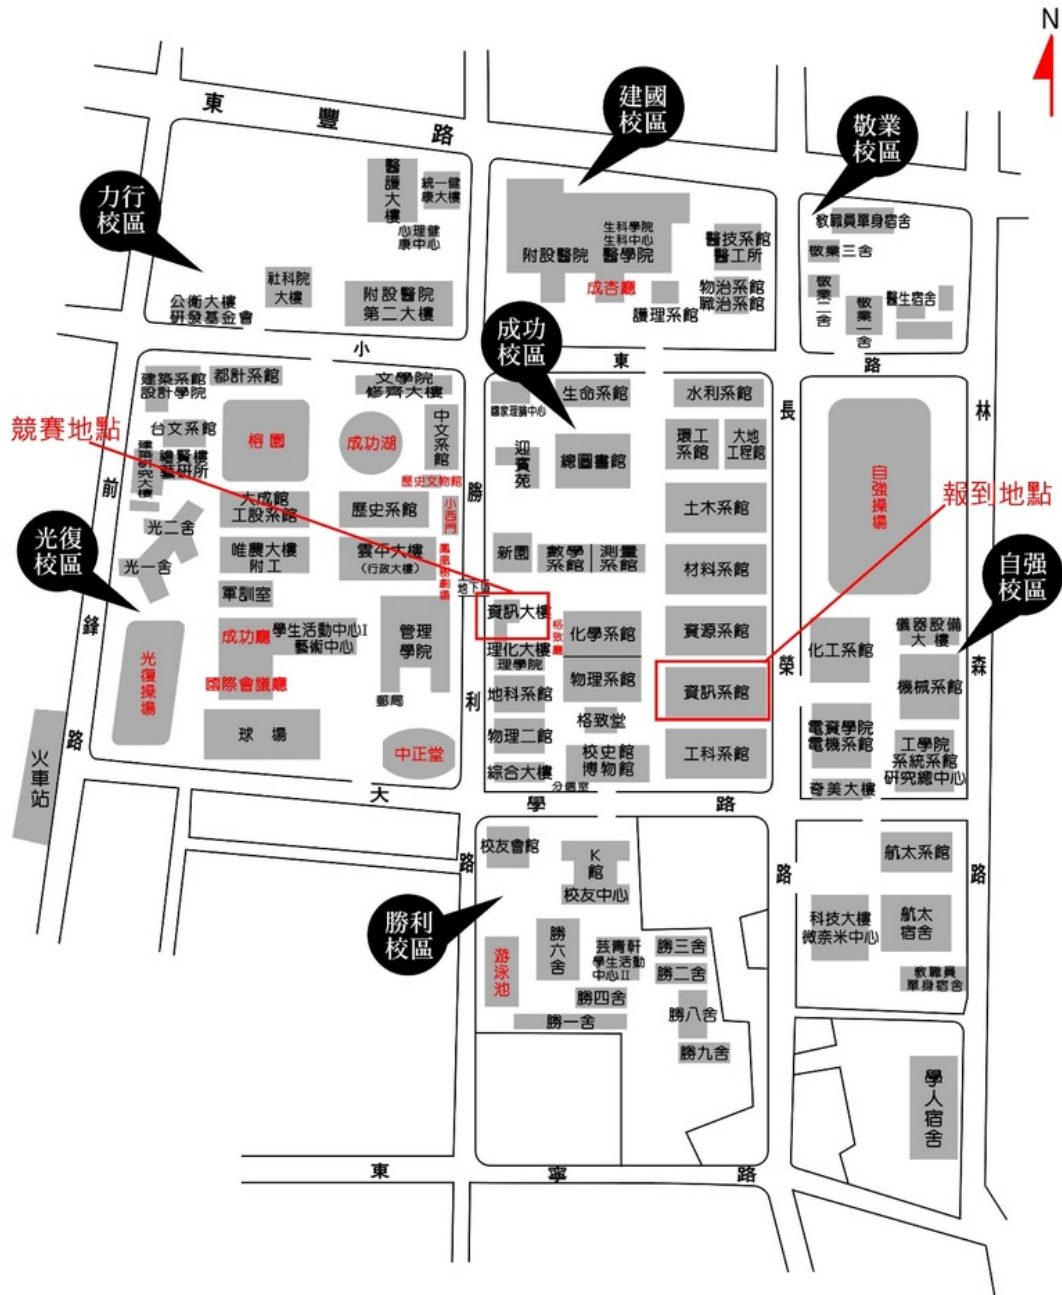 N
東豐路
建國
校區
敬業
校區
力行
校區
醫護大樓
統一健
康大樓
心理健
康中心
社科院
大樓
公衛大樓
研發基金會
附設醫院
第二大樓
生科學院
生科中心
附設醫院
醫學院
成杏廳
醫技系館
醫工所
物治系館
職治系館
護理系館
教職員單身宿舍
敬業三舍
敬業二舍
敬業一舍
醫生宿舍
小東路
成功
校區
建築系館
設計學院
都計系館
文學院
修齊大樓
台文系館
榕園
成功湖
中文系館
禮賢樓
藝研所
歷史文物館
大成館
工設系館
歷史系館
小西門
光二舍
唯農大樓
附工
雲平大樓
(行政大樓)
鳳凰樹劇場
光一舍
軍訓室
地下道
光復
校區
成功廳
學生活動中心I
藝術中心
管理
學院
國際會議廳
郵局
光復操場
球場
中正堂
前鋒路
火車站
競賽地點
國家理論中心
生命系館
水利系館
迎賓苑
總圖書館
環工
系館
大地
工程館
土木系館
新園
數學
系館
測量
系館
材料系館
資訊大樓
格致廳
化學系館
資源系館
理化大樓
理學院
物理系館
資訊系館
地科系館
格致堂
物理二館
校史館
博物館
工科系館
綜合大樓
分個室
勝利路
長榮路
林森路
自強操場
報到地點
自强
校區
化工系館
儀器設備
大樓
機械系館
電資學院
電機系館
工學院
系統系館
研究總中心
奇美大樓
大學路
校友會館
K
館
校友中心
勝利
校區
游泳池
勝六舍
芸青軒
學生活動
中心II
勝三舍
勝二舍
勝四舍
勝一舍
勝八舍
勝九舍
航太系館
科技大樓
微奈米中心
航太
宿舍
教職員
單身宿舍
學人宿舍
東寧路